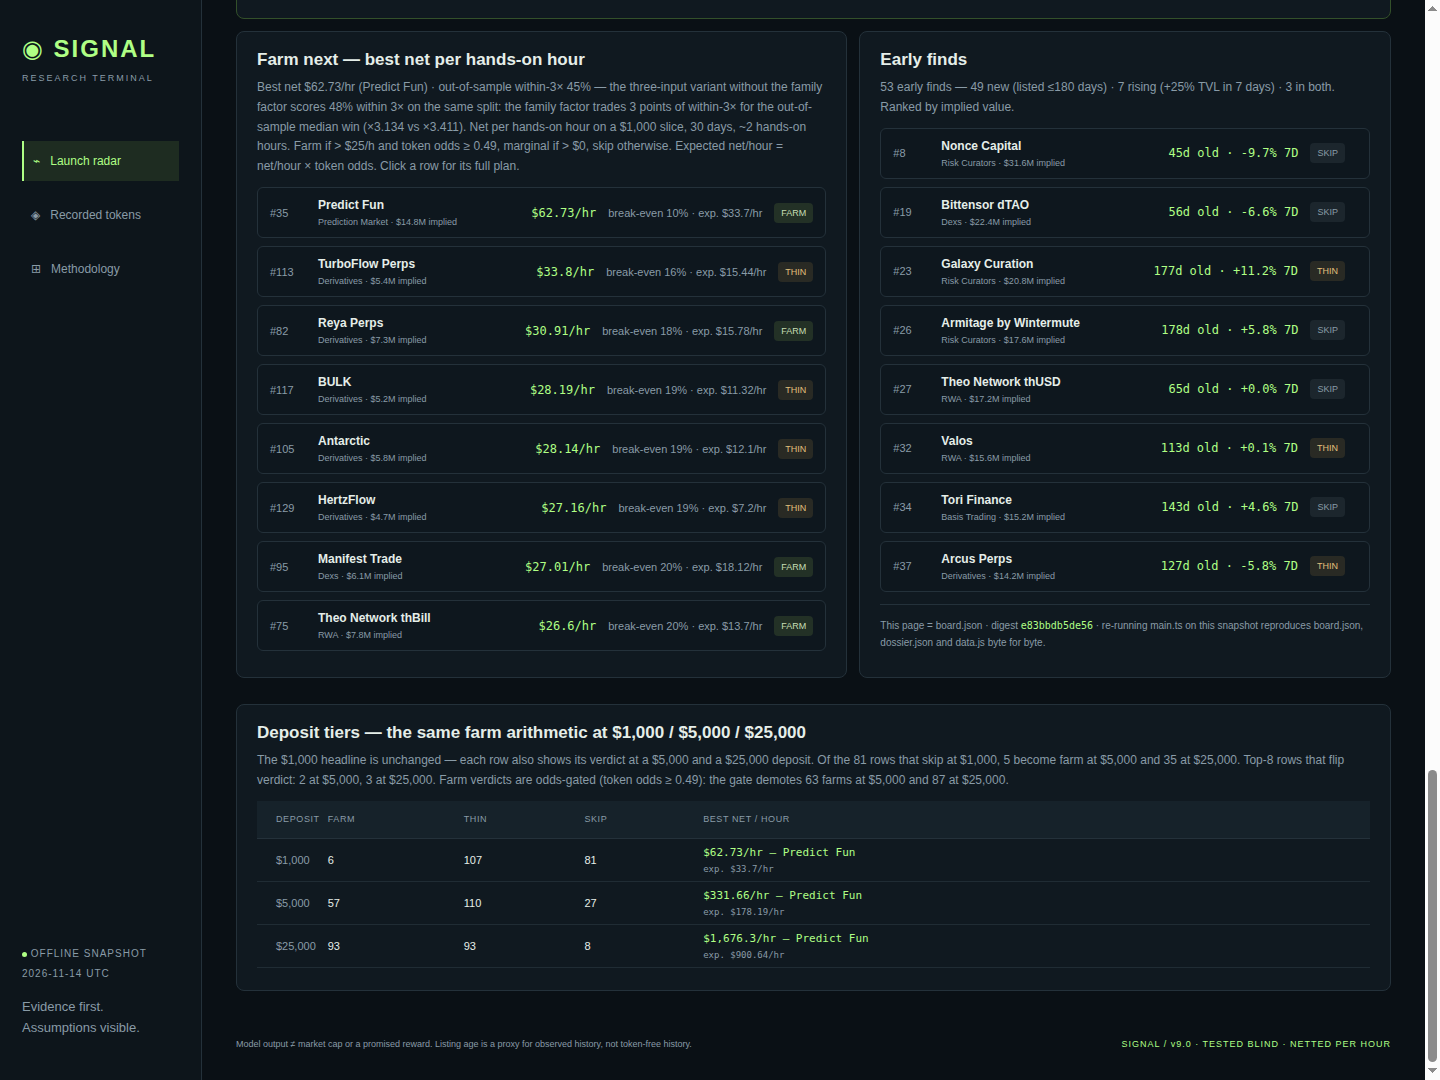 ◉ SIGNAL
RESEARCH TERMINAL
⌁ Launch radar
◈ Recorded tokens
⊞ Methodology
OFFLINE SNAPSHOT
2026-11-14 UTC
Evidence first.
Assumptions visible.
Farm next — best net per hands-on hour
Best net $62.73/hr (Predict Fun) · out-of-sample within-3× 45% — the three-input variant without the family
factor scores 48% within 3× on the same split: the family factor trades 3 points of within-3× for the out-of-
sample median win (×3.134 vs ×3.411). Net per hands-on hour on a $1,000 slice, 30 days, ~2 hands-on
hours. Farm if > $25/h and token odds ≥ 0.49, marginal if > $0, skip otherwise. Expected net/hour =
net/hour × token odds. Click a row for its full plan.
#35 Predict Fun $62.73/hr break-even 10% · exp. $33.7/hr FARM
Prediction Market · $14.8M implied
#113 TurboFlow Perps $33.8/hr break-even 16% · exp. $15.44/hr THIN
Derivatives · $5.4M implied
#82 Reya Perps $30.91/hr break-even 18% · exp. $15.78/hr FARM
Derivatives · $7.3M implied
#117 BULK $28.19/hr break-even 19% · exp. $11.32/hr THIN
Derivatives · $5.2M implied
#105 Antarctic $28.14/hr break-even 19% · exp. $12.1/hr THIN
Derivatives · $5.8M implied
#129 HertzFlow $27.16/hr break-even 19% · exp. $7.2/hr THIN
Derivatives · $4.7M implied
#95 Manifest Trade $27.01/hr break-even 20% · exp. $18.12/hr FARM
Dexs · $6.1M implied
#75 Theo Network thBill $26.6/hr break-even 20% · exp. $13.7/hr FARM
RWA · $7.8M implied
Early finds
53 early finds — 49 new (listed ≤180 days) · 7 rising (+25% TVL in 7 days) · 3 in both.
Ranked by implied value.
#8 Nonce Capital 45d old · -9.7% 7D SKIP
Risk Curators · $31.6M implied
#19 Bittensor dTAO 56d old · -6.6% 7D SKIP
Dexs · $22.4M implied
#23 Galaxy Curation 177d old · +11.2% 7D THIN
Risk Curators · $20.8M implied
#26 Armitage by Wintermute 178d old · +5.8% 7D SKIP
Risk Curators · $17.6M implied
#27 Theo Network thUSD 65d old · +0.0% 7D SKIP
RWA · $17.2M implied
#32 Valos 113d old · +0.1% 7D THIN
RWA · $15.6M implied
#34 Tori Finance 143d old · +4.6% 7D SKIP
Basis Trading · $15.2M implied
#37 Arcus Perps 127d old · -5.8% 7D THIN
Derivatives · $14.2M implied
This page = board.json · digest e83bbdb5de56 · re-running main.ts on this snapshot reproduces board.json,
dossier.json and data.js byte for byte.
Deposit tiers — the same farm arithmetic at $1,000 / $5,000 / $25,000
The $1,000 headline is unchanged — each row also shows its verdict at a $5,000 and a $25,000 deposit. Of the 81 rows that skip at $1,000, 5 become farm at $5,000 and 35 at $25,000. Top-8 rows that flip
verdict: 2 at $5,000, 3 at $25,000. Farm verdicts are odds-gated (token odds ≥ 0.49): the gate demotes 63 farms at $5,000 and 87 at $25,000.
DEPOSIT FARM THIN SKIP BEST NET / HOUR
$1,000 6 107 81 $62.73/hr — Predict Fun
exp. $33.7/hr
$5,000 57 110 27 $331.66/hr — Predict Fun
exp. $178.19/hr
$25,000 93 93 8 $1,676.3/hr — Predict Fun
exp. $900.64/hr
Model output ≠ market cap or a promised reward. Listing age is a proxy for observed history, not token-free history.
SIGNAL / v9.0 · TESTED BLIND · NETTED PER HOUR